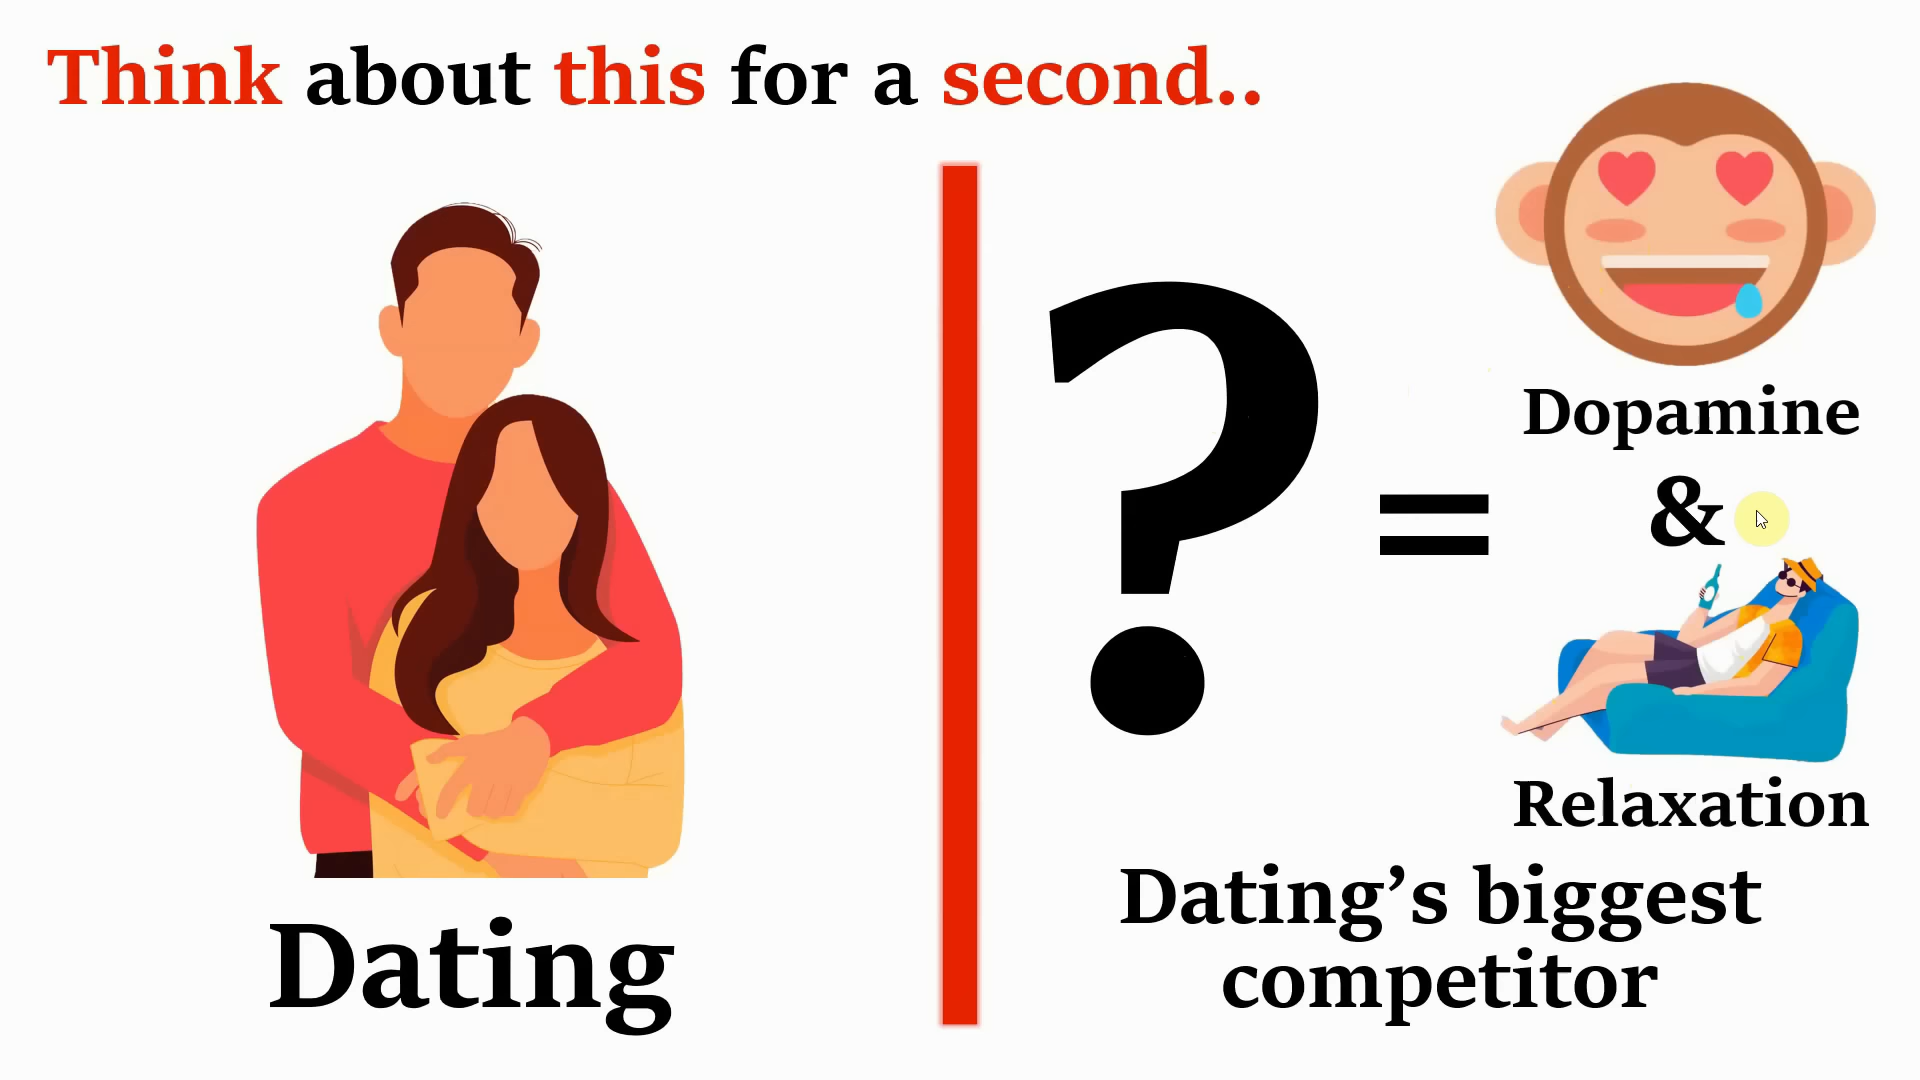 Think about this for a second..
Dating
?
=
Dopamine
&
Relaxation
Dating’s biggest
competitor